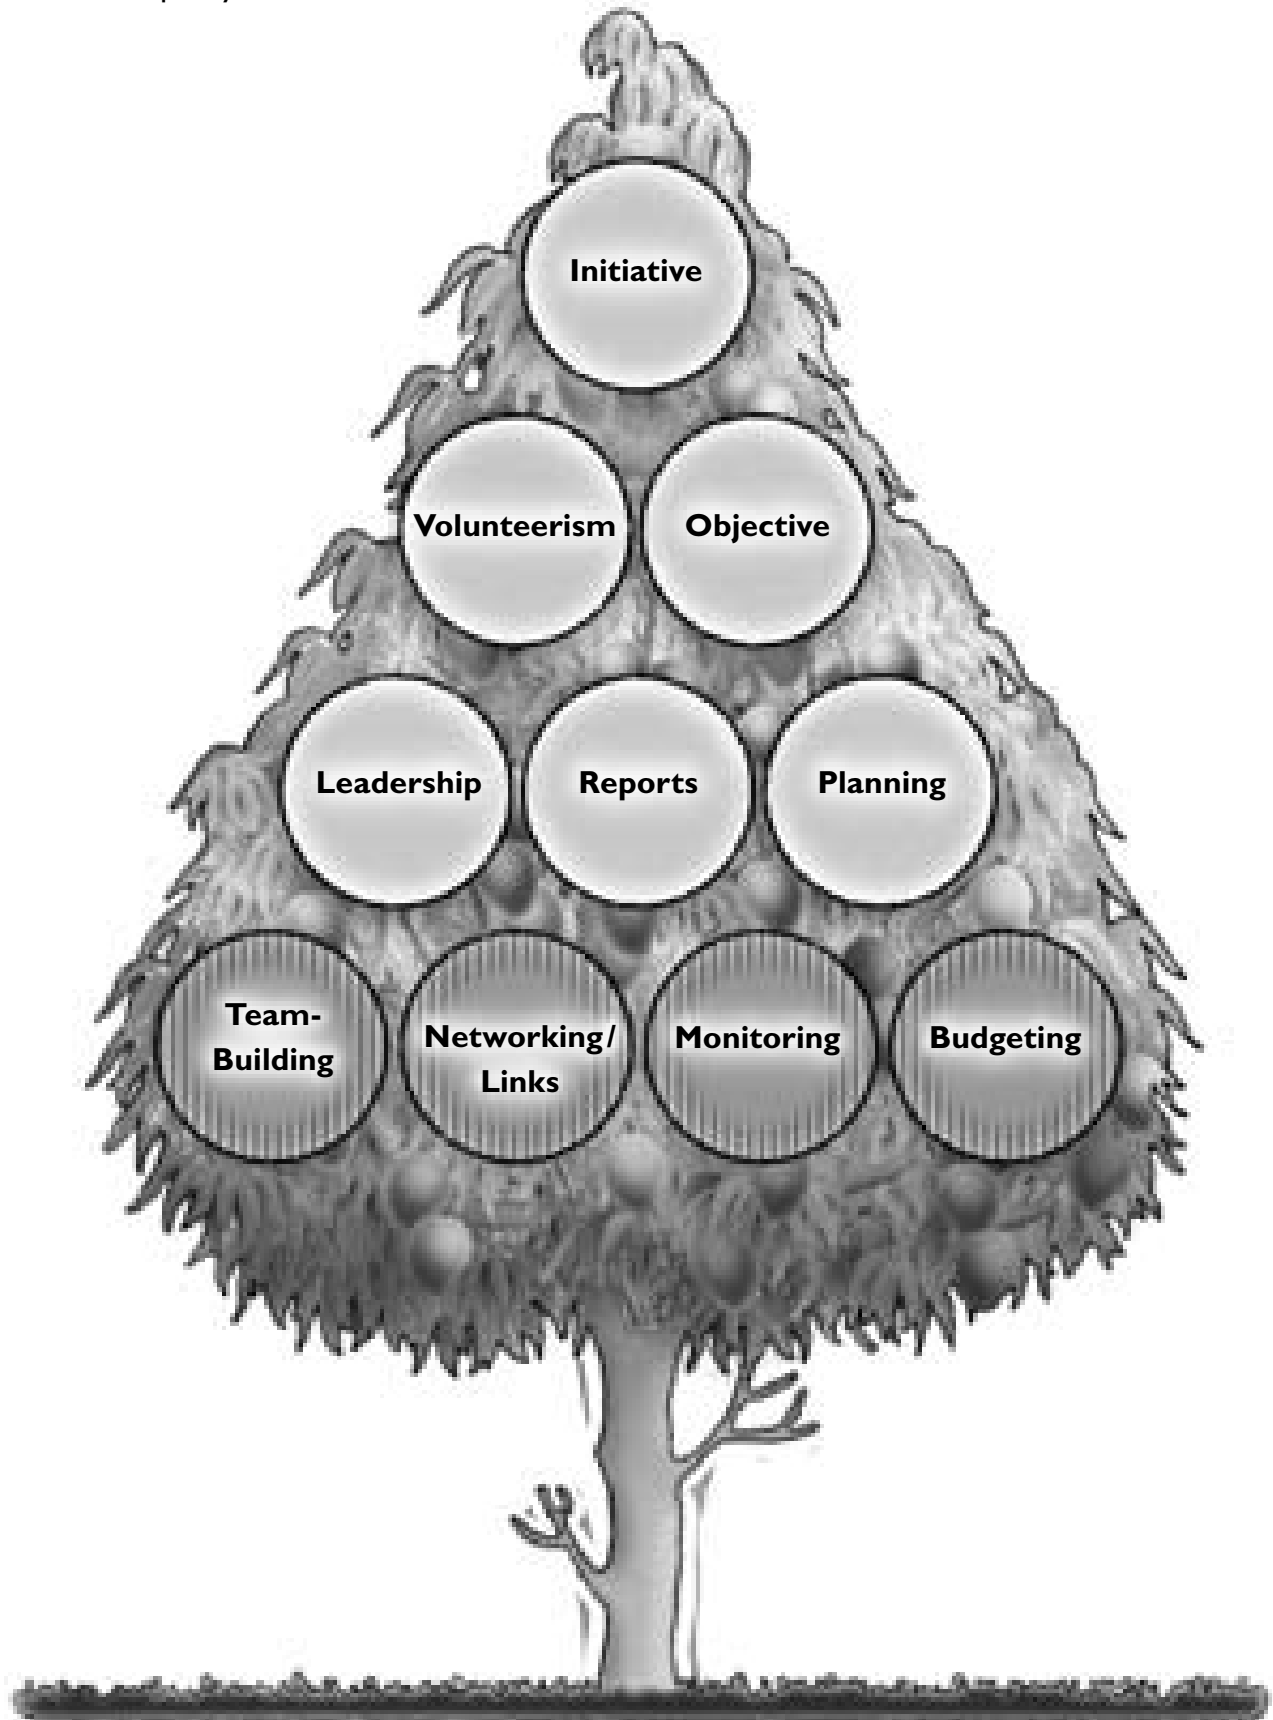 Initiative
Volunteerism
Objective
Leadership
Reports
Planning
Team-
Building
Networking/
Links
Monitoring
Budgeting